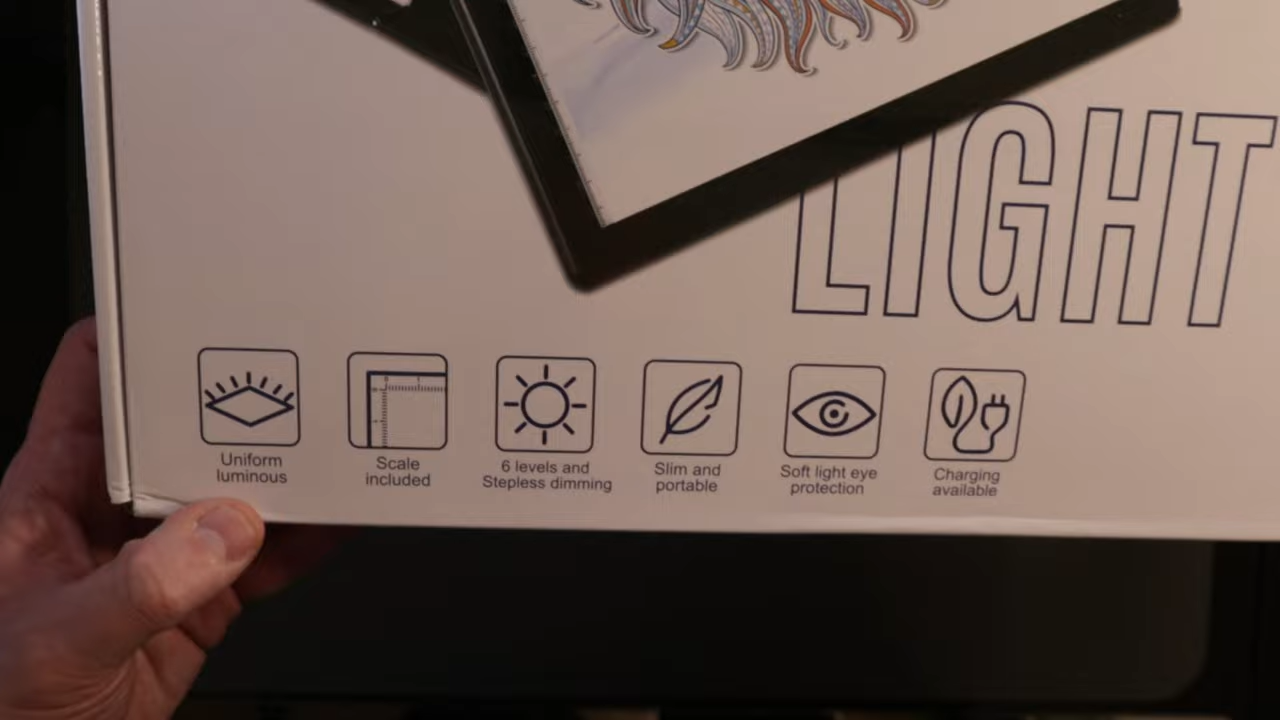 LIGHT
Uniform
luminous
Scale
included
6 levels and
Stepless dimming
Slim and
portable
Soft light eye
protection
Charging
available